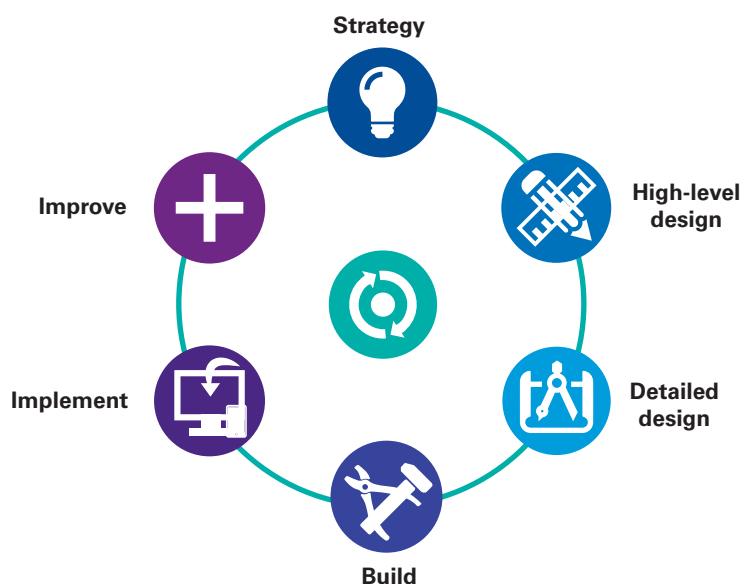 Strategy
High-level
design
Detailed
design
Build
Implement
Improve